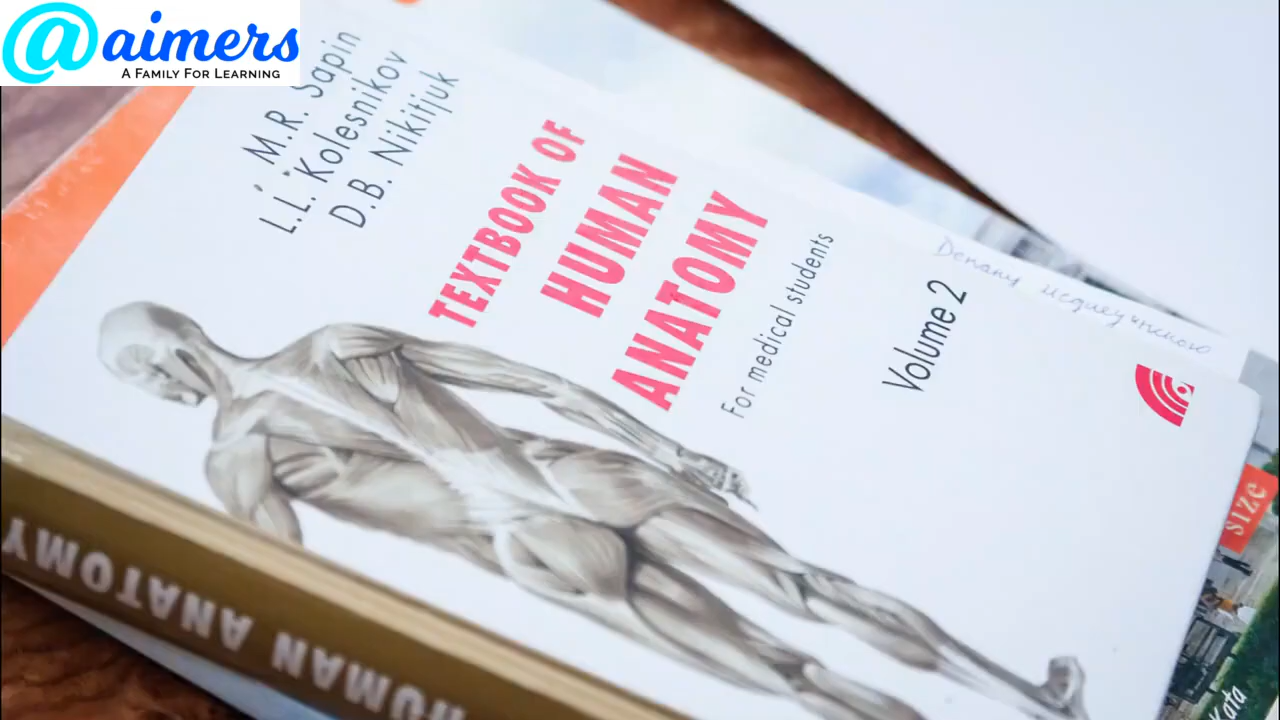 @aimers
A FAMILY FOR LEARNING
M.R. Sapin
L.L. Kolesnikov
D.B. Nikitjuk
TEXTBOOK OF
HUMAN
ANATOMY
For medical students
Volume 2
size
HUMAN ANATOMY